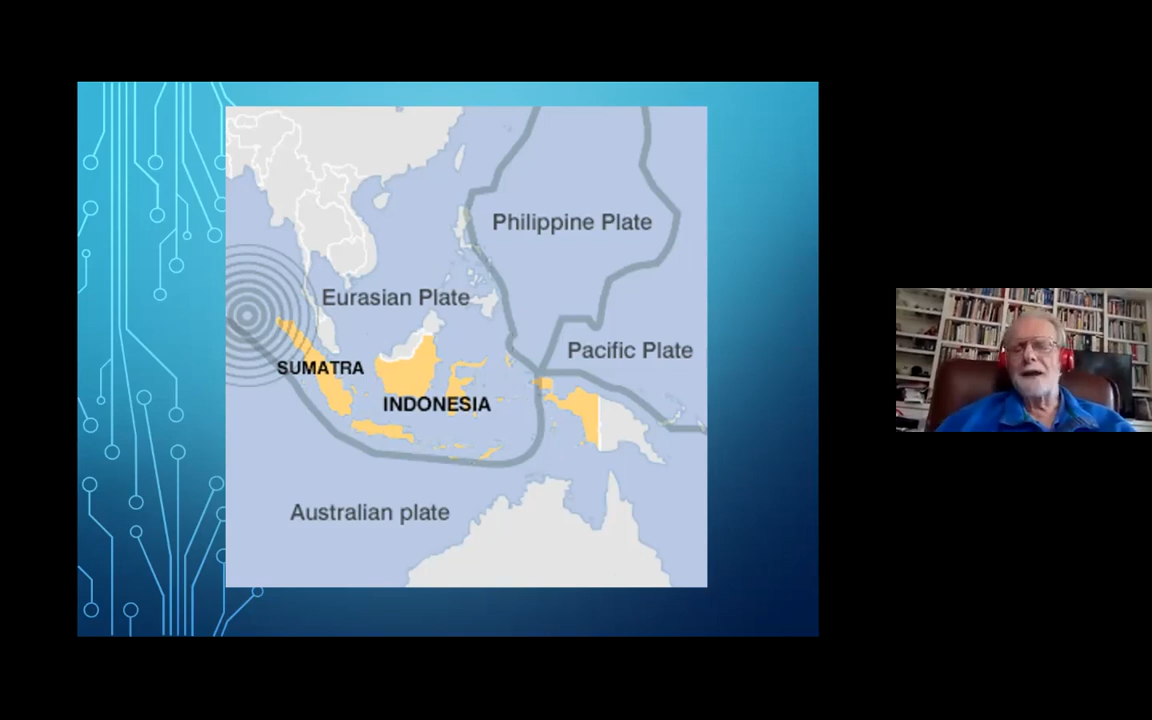 Philippine Plate
Eurasian Plate
Pacific Plate
SUMATRA
INDONESIA
Australian plate